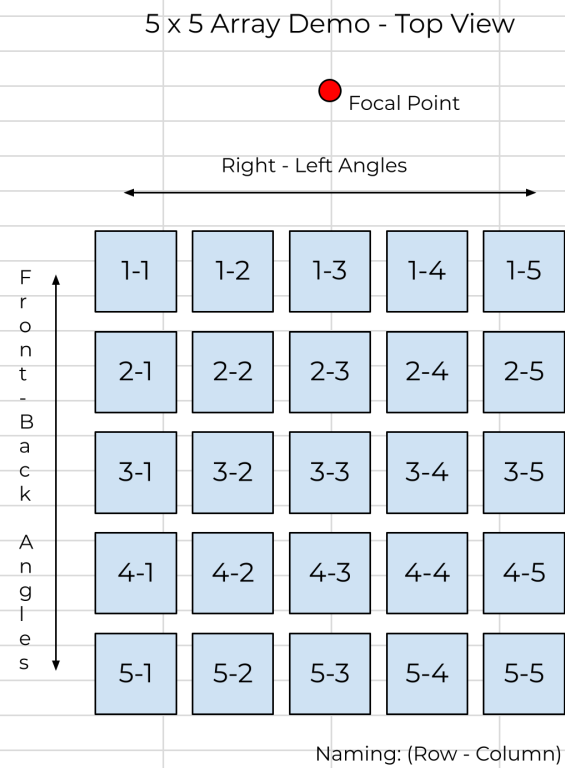 5 x 5 Array Demo - Top View
Focal Point
Right - Left Angles
Front-Back Angles
1-1 1-2 1-3 1-4 1-5
2-1 2-2 2-3 2-4 2-5
3-1 3-2 3-3 3-4 3-5
4-1 4-2 4-3 4-4 4-5
5-1 5-2 5-3 5-4 5-5
Naming: (Row - Column)